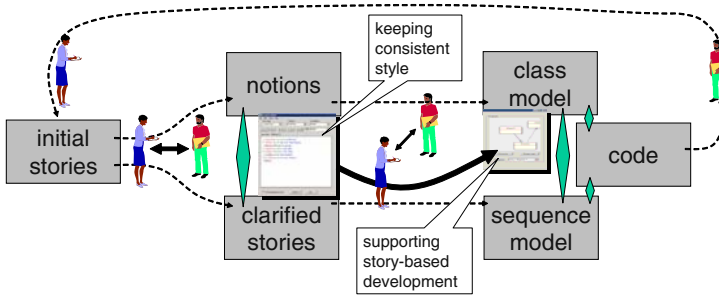 keeping
consistent
style
notions
class
model
initial
stories
code
clarified
stories
sequence
model
supporting
story-based
development